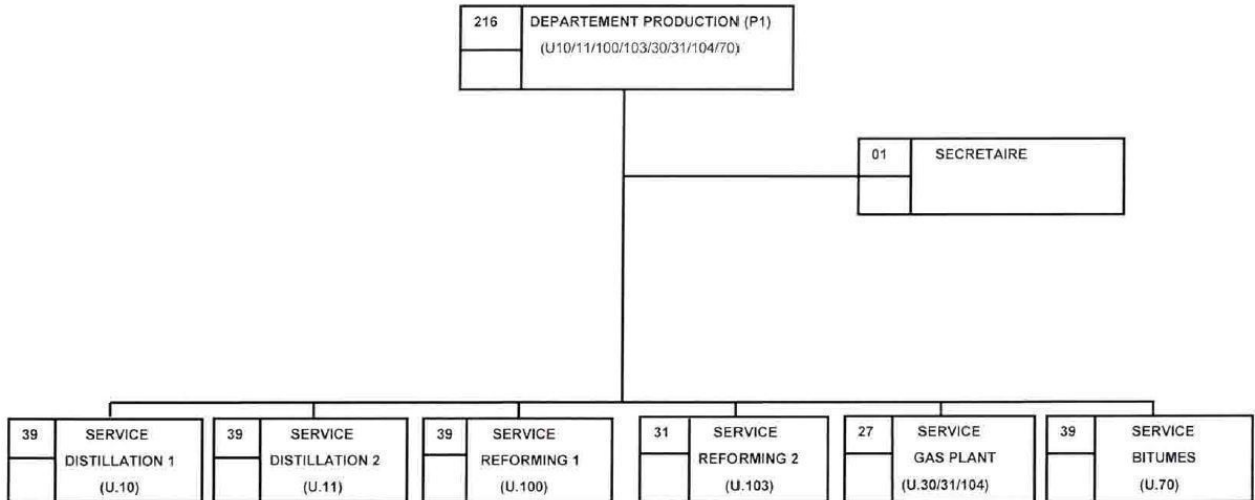 216 DEPARTEMENT PRODUCTION (P1)
(U10/11/100/103/30/31/104/70)
01 SECRETAIRE
39 SERVICE
DISTILLATION 1
(U.10)
39 SERVICE
DISTILLATION 2
(U.11)
39 SERVICE
REFORMING 1
(U.100)
31 SERVICE
REFORMING 2
(U.103)
27 SERVICE
GAS PLANT
(U.30/31/104)
39 SERVICE
BITUMES
(U.70)